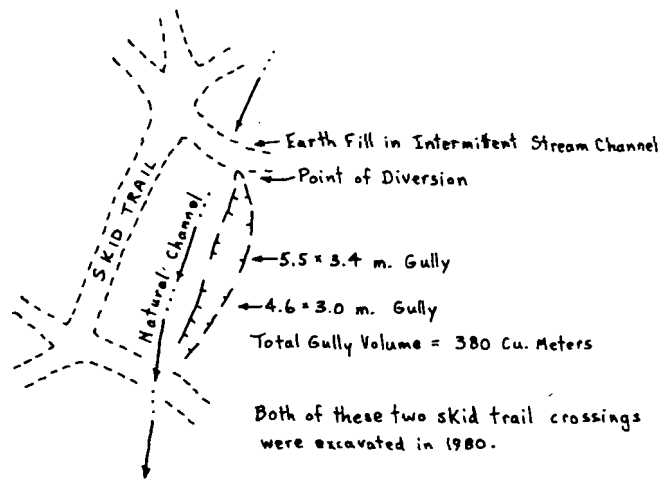 Earth Fill in Intermittent Stream Channel
Point of Diversion
SKID TRAIL
Natural Channel
5.5 × 3.4 m. Gully
4.6 × 3.0 m. Gully
Total Gully Volume = 380 Cu. Meters
Both of these two skid trail crossings
were excavated in 1980.